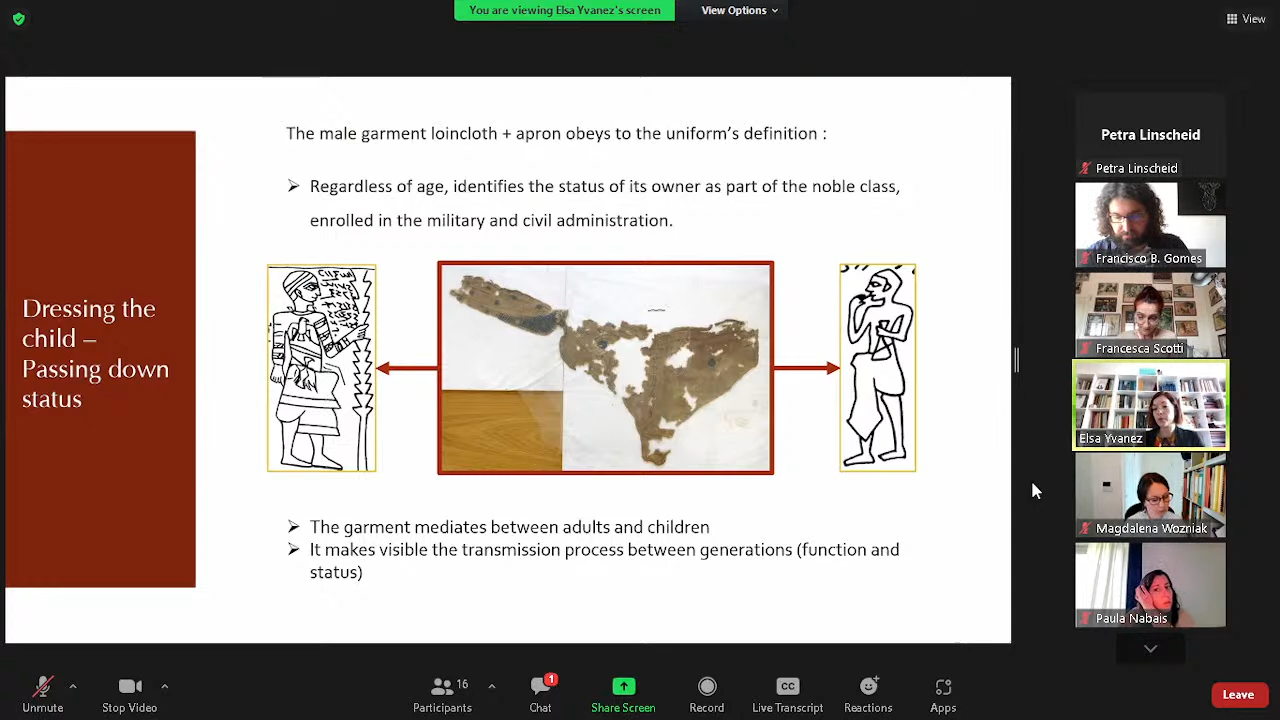 You are viewing Elsa Yvanez's screen
View Options
View
The male garment loincloth + apron obeys to the uniform's definition :
Regardless of age, identifies the status of its owner as part of the noble class,
enrolled in the military and civil administration.
Dressing the
child –
Passing down
status
The garment mediates between adults and children
It makes visible the transmission process between generations (function and
status)
Petra Linscheid
Petra Linscheid
Francisco B. Gomes
Francesca Scotti
Elsa Yvanez
Magdalena Wozniak
Paula Nabais
Unmute
Stop Video
16
Participants
1
Chat
Share Screen
Record
CC
Live Transcript
Reactions
Apps
Leave